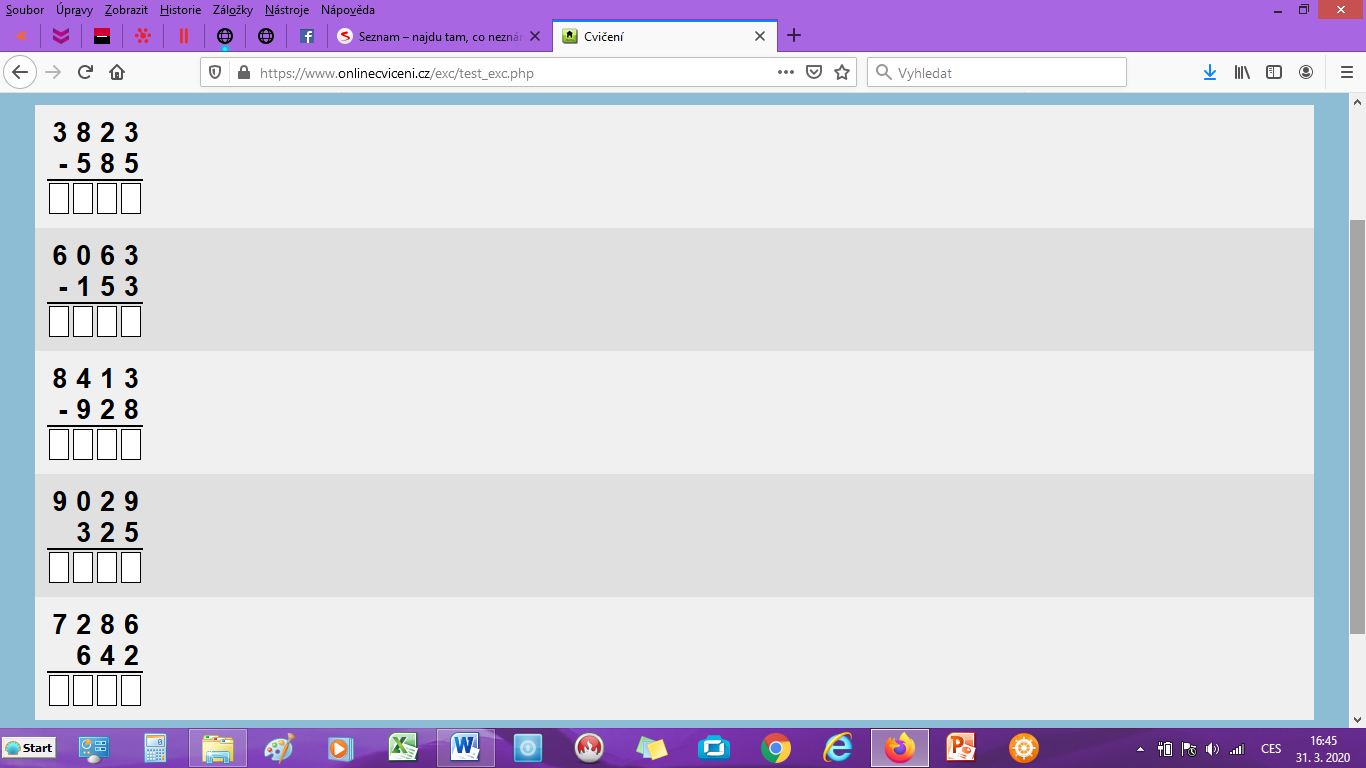 Soubor Úpravy Zobrazit Historie Záložky Nástroje Nápověda
Seznam – najdu tam, co neznám
Cvičení
https://www.onlinecviceni.cz/exc/test_exc.php
Vyhledat
3 8 2 3
- 5 8 5
6 0 6 3
- 1 5 3
8 4 1 3
- 9 2 8
9 0 2 9
3 2 5
7 2 8 6
6 4 2
Start
CES
16:45
31. 3. 2020